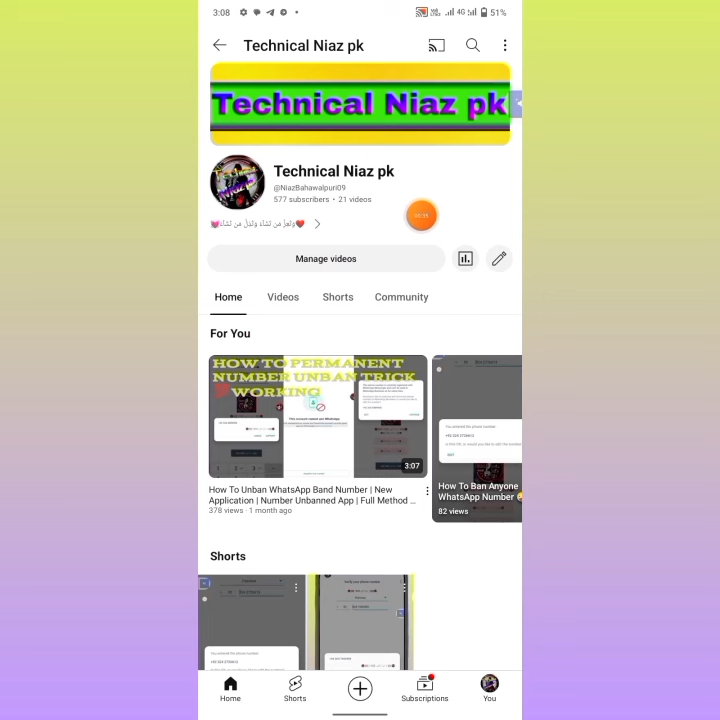 3:08
4G 51%
Technical Niaz pk
Technical Niaz pk
Technical Niaz pk
@NiazBahawalpuri09
577 subscribers • 21 videos
Manage videos
Home
Videos
Shorts
Community
For You
HOW TO PERMANENT
NUMBER UNBAN TRICK
WORKING
3:07
How To Unban WhatsApp Band Number | New
Application | Number Unbanned App | Full Method ...
378 views · 1 month ago
How To Ban Anyone
WhatsApp Number
82 views
Shorts
Home
Shorts
Subscriptions
You